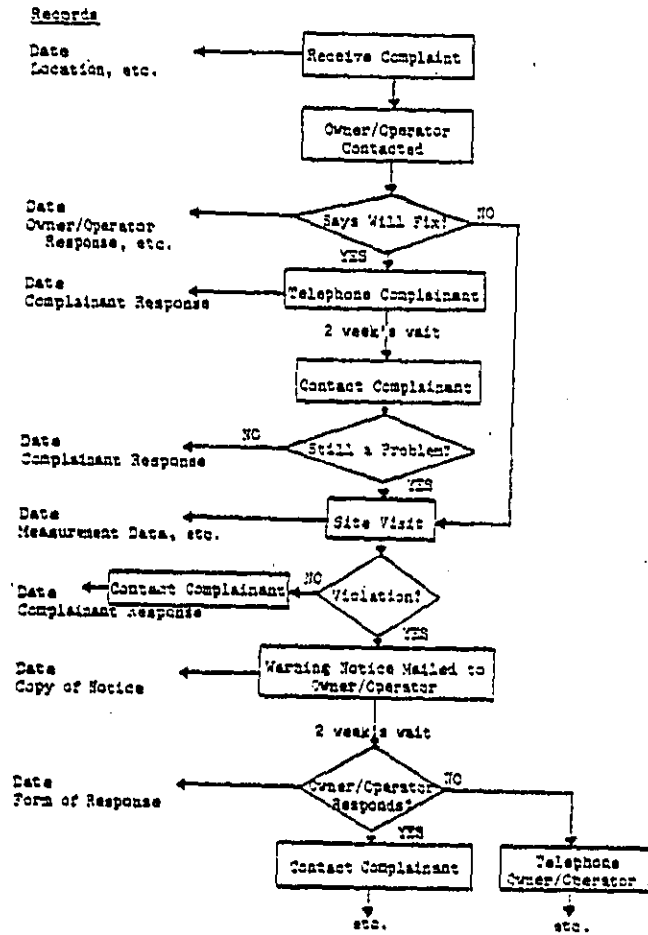 Records
Date
Location, etc.
Receive Complaint
Owner/Operator
Contacted
Date
Owner/Operator
Response, etc.
Says Will Fix?
NO
YES
Date
Complainant Response
Telephone Complainant
2 week's wait
Contact Complainant
Date
Complainant Response
NO
Still a Problem?
YES
Date
Measurement Data, etc.
Site Visit
Date
Complainant Response
Contact Complainant
NO
Violation?
YES
Date
Copy of Notice
Warning Notice Mailed to
Owner/Operator
2 week's wait
Date
Form of Response
Owner/Operator
Responds?
NO
YES
Contact Complainant
Telephone
Owner/Operator
etc.
etc.